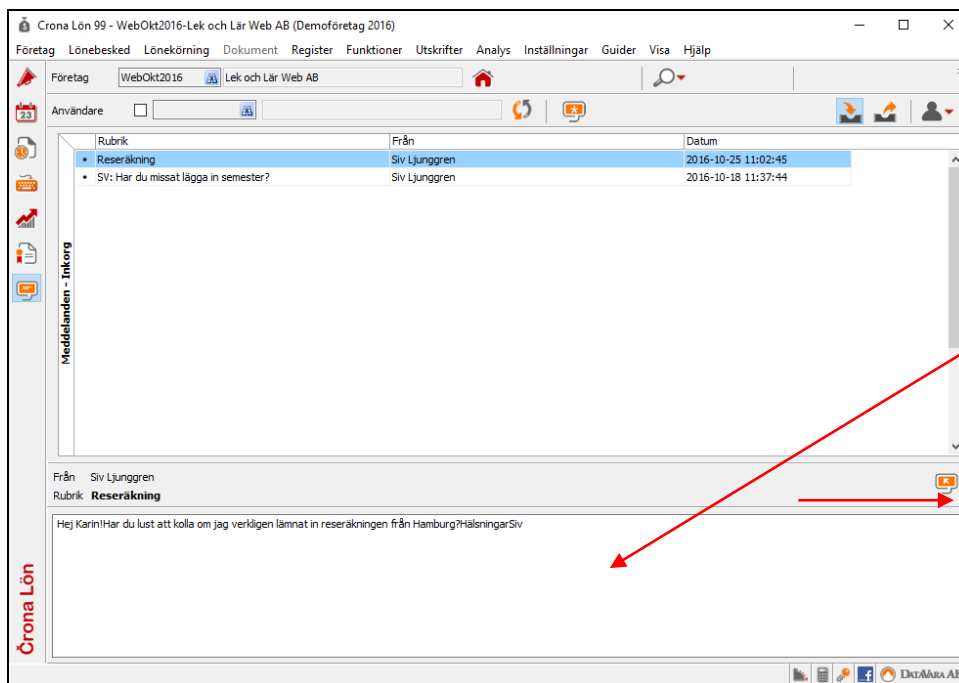 Crona Lön 99 - WebOkt2016-Lek och Lär Web AB (Demoföretag 2016)
Företag Lönebesked Lönekörning Dokument Register Funktioner Utskrifter Analys Inställningar Guider Visa Hjälp
Företag WebOkt2016 Lek och Lär Web AB
23
Användare
Rubrik Från Datum
Reseräkning Siv Ljunggren 2016-10-25 11:02:45
SV: Har du missat lägga in semester? Siv Ljunggren 2016-10-18 11:37:44
Meddelanden - Inkorg
Från Siv Ljunggren
Rubrik Reseräkning
Hej Karin!Har du lust att kolla om jag verkligen lämnat in reseräkningen från Hamburg?HälsningarSiv
Crona Lön
f DATAVARA AB